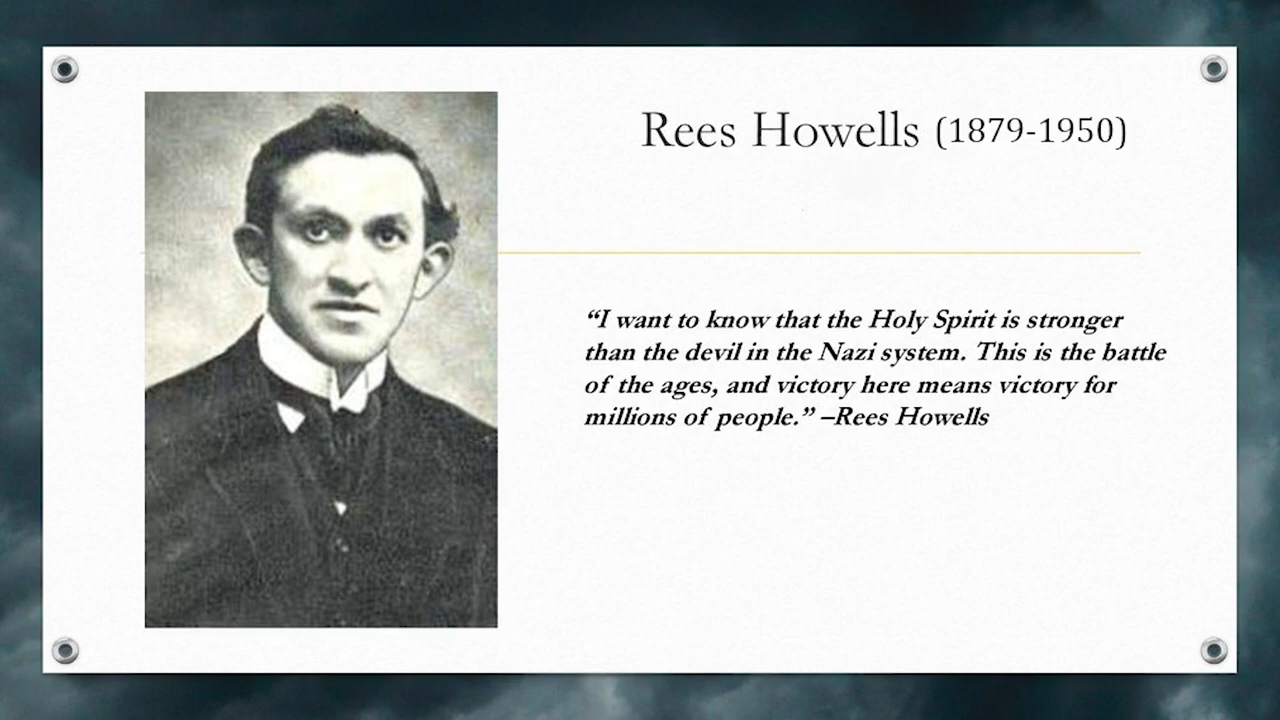 Rees Howells (1879-1950)
“I want to know that the Holy Spirit is stronger
than the devil in the Nazi system. This is the battle
of the ages, and victory here means victory for
millions of people.” –Rees Howells